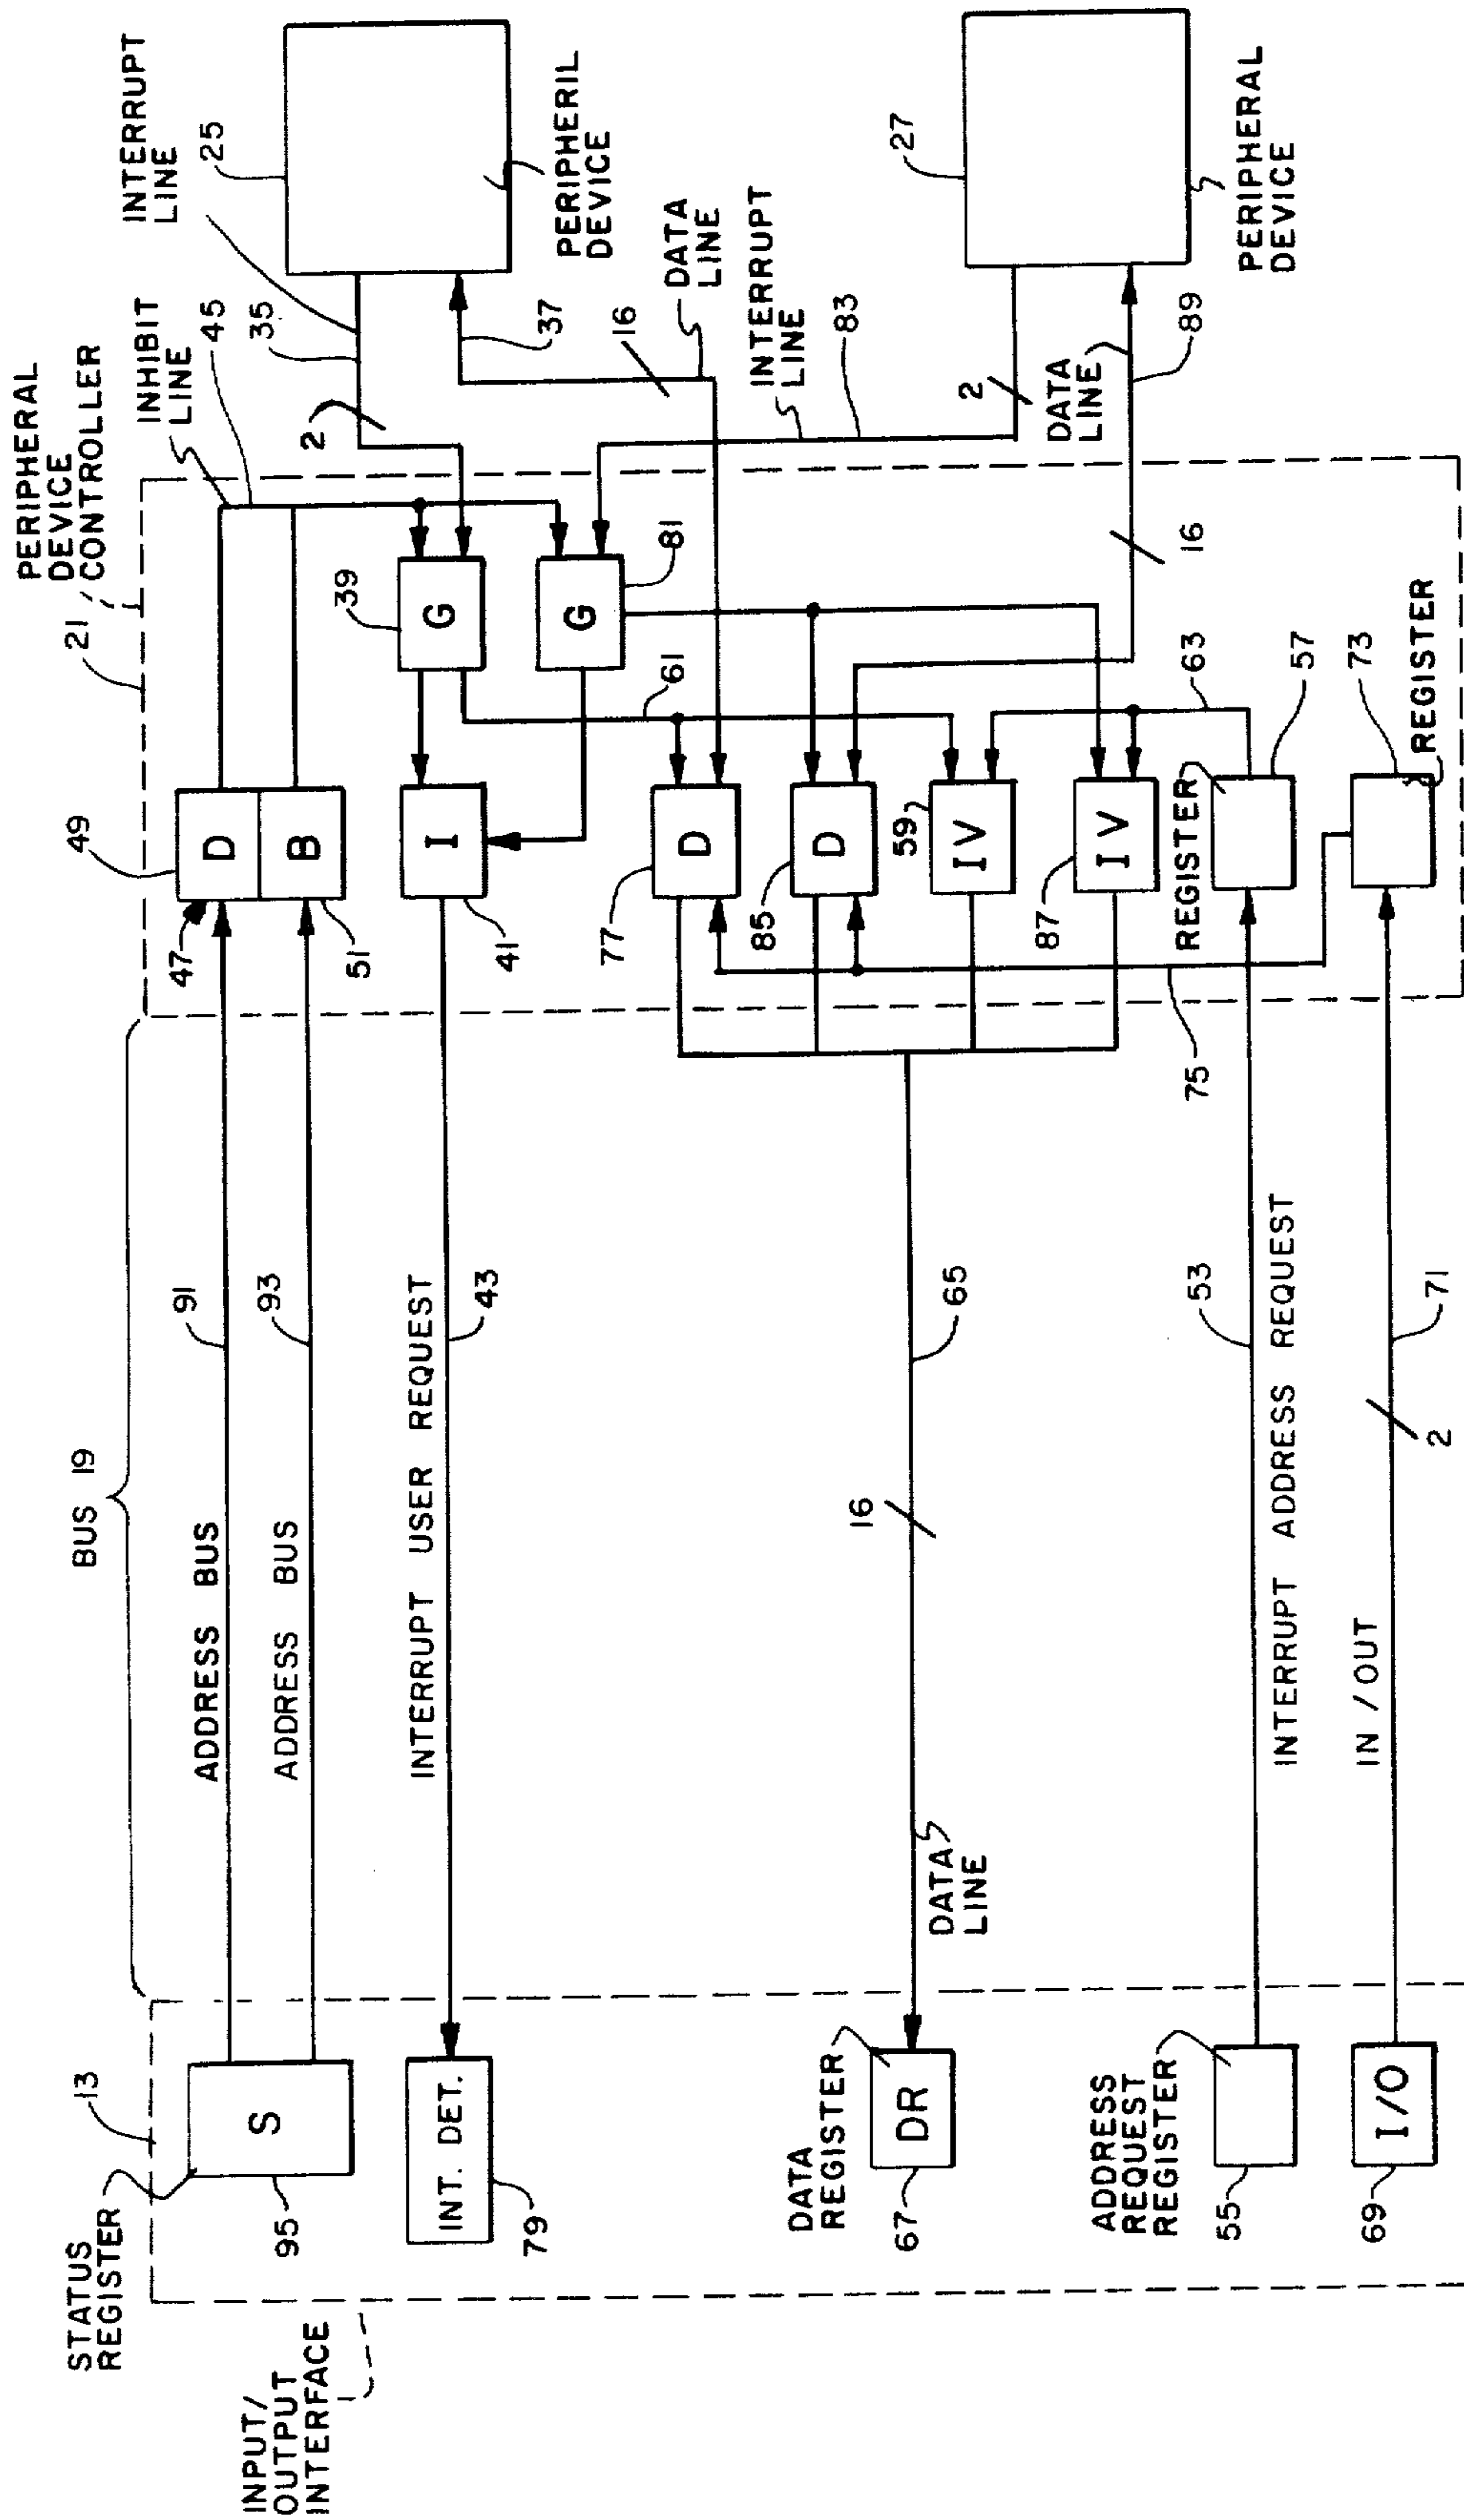 PERIPHERAL
DEVICE
CONTROLLER
21
INHIBIT
LINE
45
INTERRUPT
LINE
35
2
25
PERIPHERIL
DEVICE
37
16
DATA
LINE
INTERRUPT
LINE
83
2
27
PERIPHERAL
DEVICE
DATA
LINE
89
16
49
D
B
47
51
39
G
G
81
I
41
61
77
D
85
D
59
IV
87
IV
63
REGISTER
57
73
REGISTER
75
BUS 19
ADDRESS BUS
91
ADDRESS BUS
93
INTERRUPT USER REQUEST
43
65
16
DATA
LINE
53
INTERRUPT ADDRESS REQUEST
IN / OUT
71
2
13
STATUS
REGISTER
S
95
INPUT/
OUTPUT
INTERFACE
INT. DET.
79
DATA
REGISTER
DR
67
ADDRESS
REQUEST
REGISTER
55
I/O
69